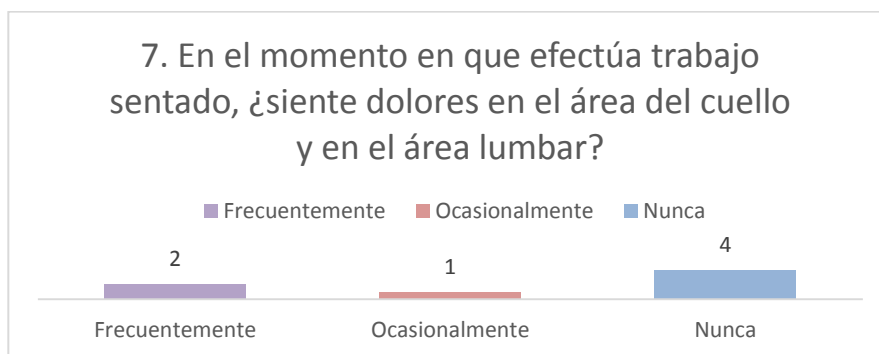 7. En el momento en que efectúa trabajo
sentado, ¿siente dolores en el área del cuello
y en el área lumbar?
Frecuentemente Ocasionalmente Nunca
2 1 4
Frecuentemente Ocasionalmente Nunca